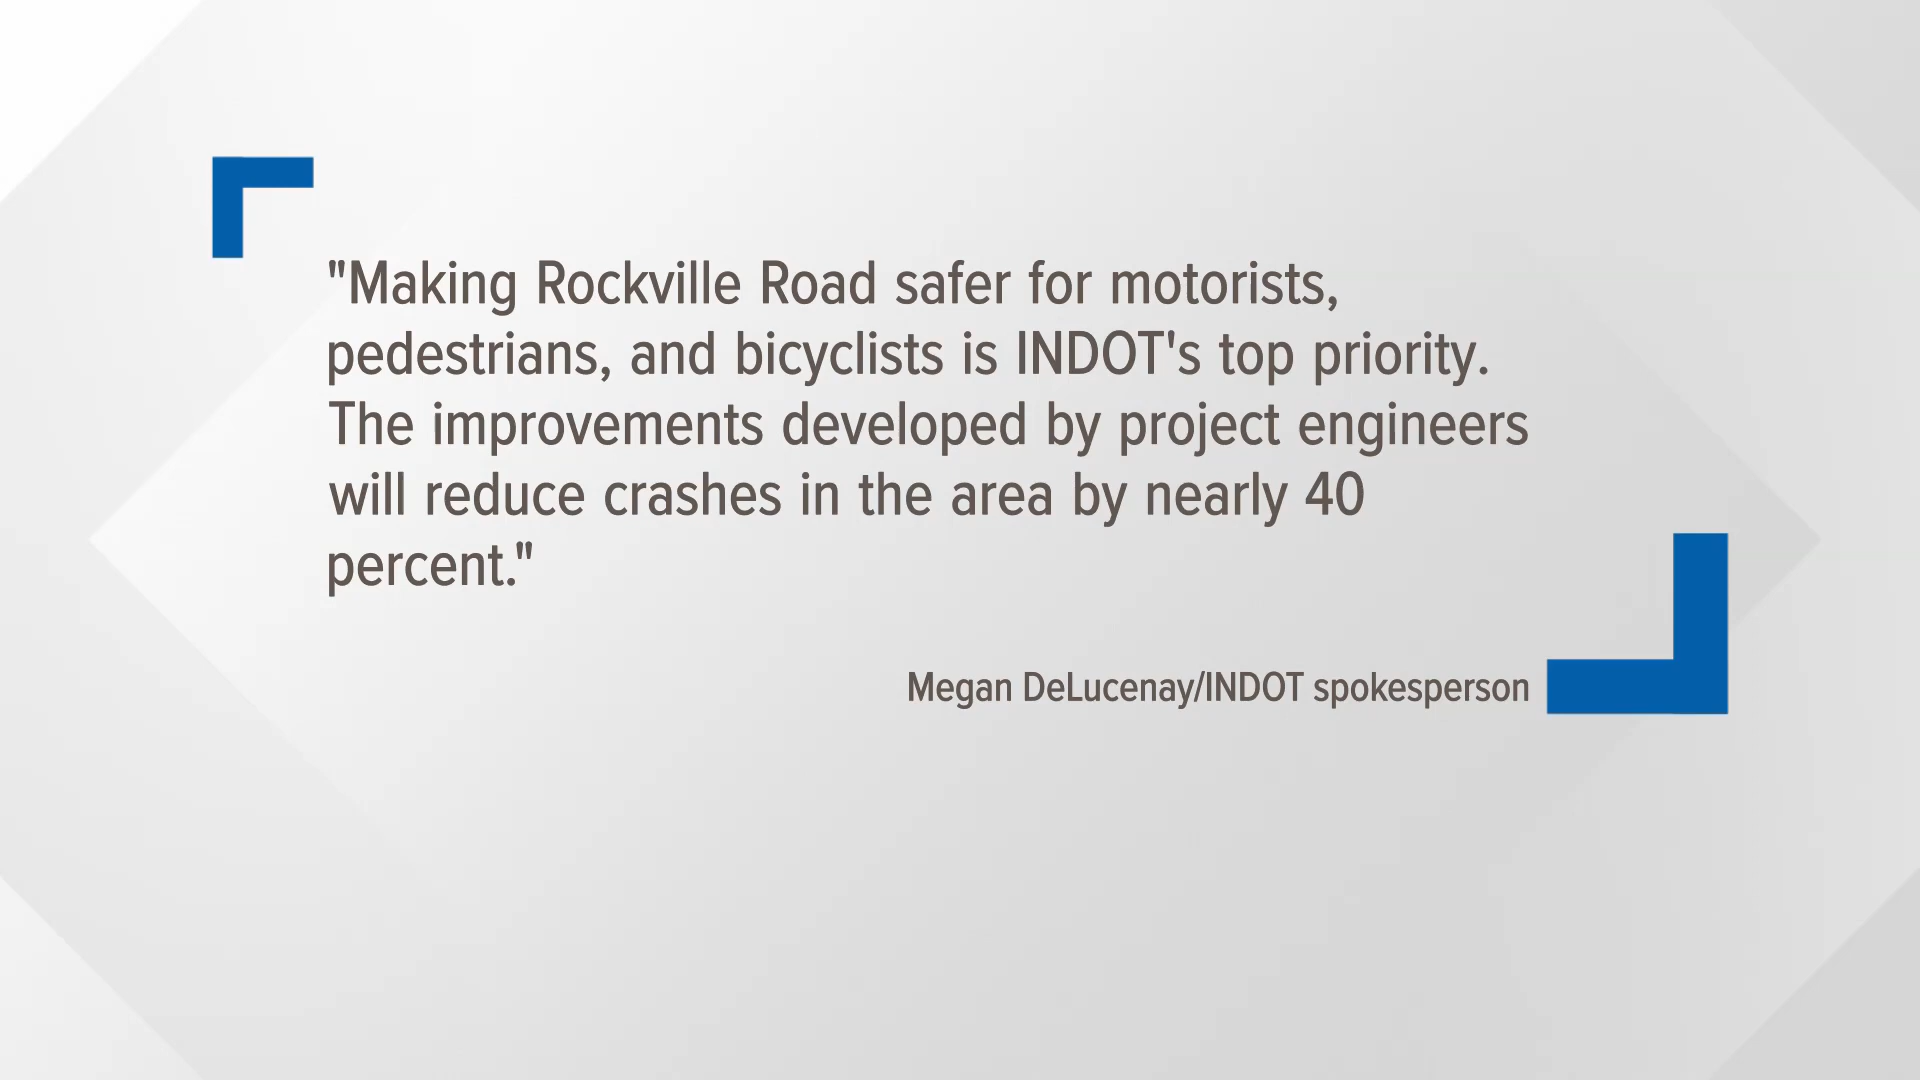 "Making Rockville Road safer for motorists,
pedestrians, and bicyclists is INDOT's top priority.
The improvements developed by project engineers
will reduce crashes in the area by nearly 40
percent."
Megan DeLucenay/INDOT spokesperson